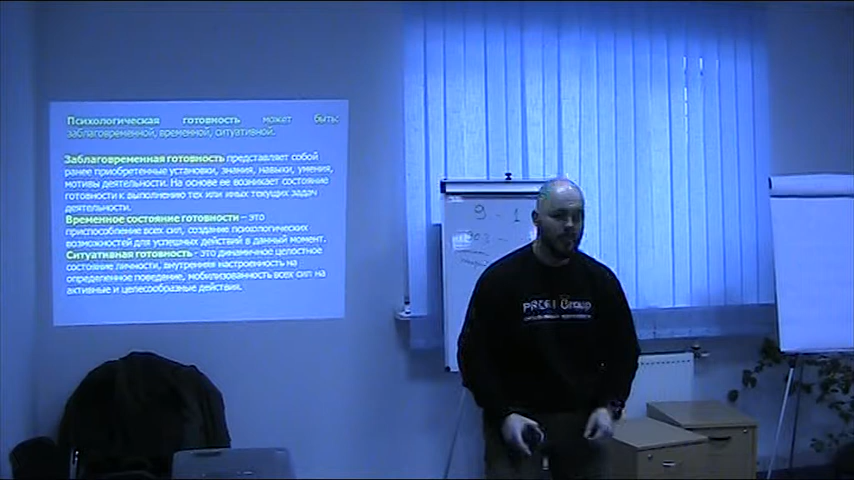 Психологическая готовность может быть:
заблаговременной, временной, ситуативной.
Заблаговременная готовность представляет собой
ранее приобретенные установки, знания, навыки, умения,
мотивы деятельности. На основе ее возникает состояние
готовности к выполнению тех или иных текущих задач
деятельности.
Временное состояние готовности – это
приспособление всех сил, создание психологических
возможностей для успешных действий в данный момент.
Ситуативная готовность - это динамичное целостное
состояние личности, внутренняя настроенность на
определенное поведение, мобилизованность всех сил на
активные и целесообразные действия.
9 - 1
Group